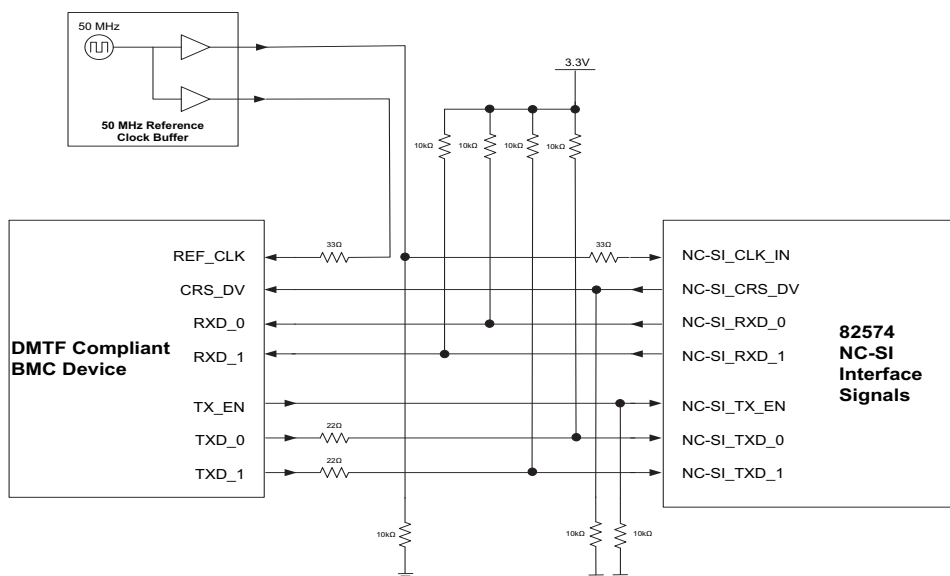 50 MHz
50 MHz Reference
Clock Buffer
3.3V
10kΩ
10kΩ
10kΩ
10kΩ
REF_CLK
33Ω
33Ω
NC-SI_CLK_IN
CRS_DV
NC-SI_CRS_DV
RXD_0
NC-SI_RXD_0
RXD_1
NC-SI_RXD_1
DMTF Compliant
BMC Device
82574
NC-SI
Interface
Signals
TX_EN
NC-SI_TX_EN
TXD_0
22Ω
NC-SI_TXD_0
TXD_1
22Ω
NC-SI_TXD_1
10kΩ
10kΩ
10kΩ